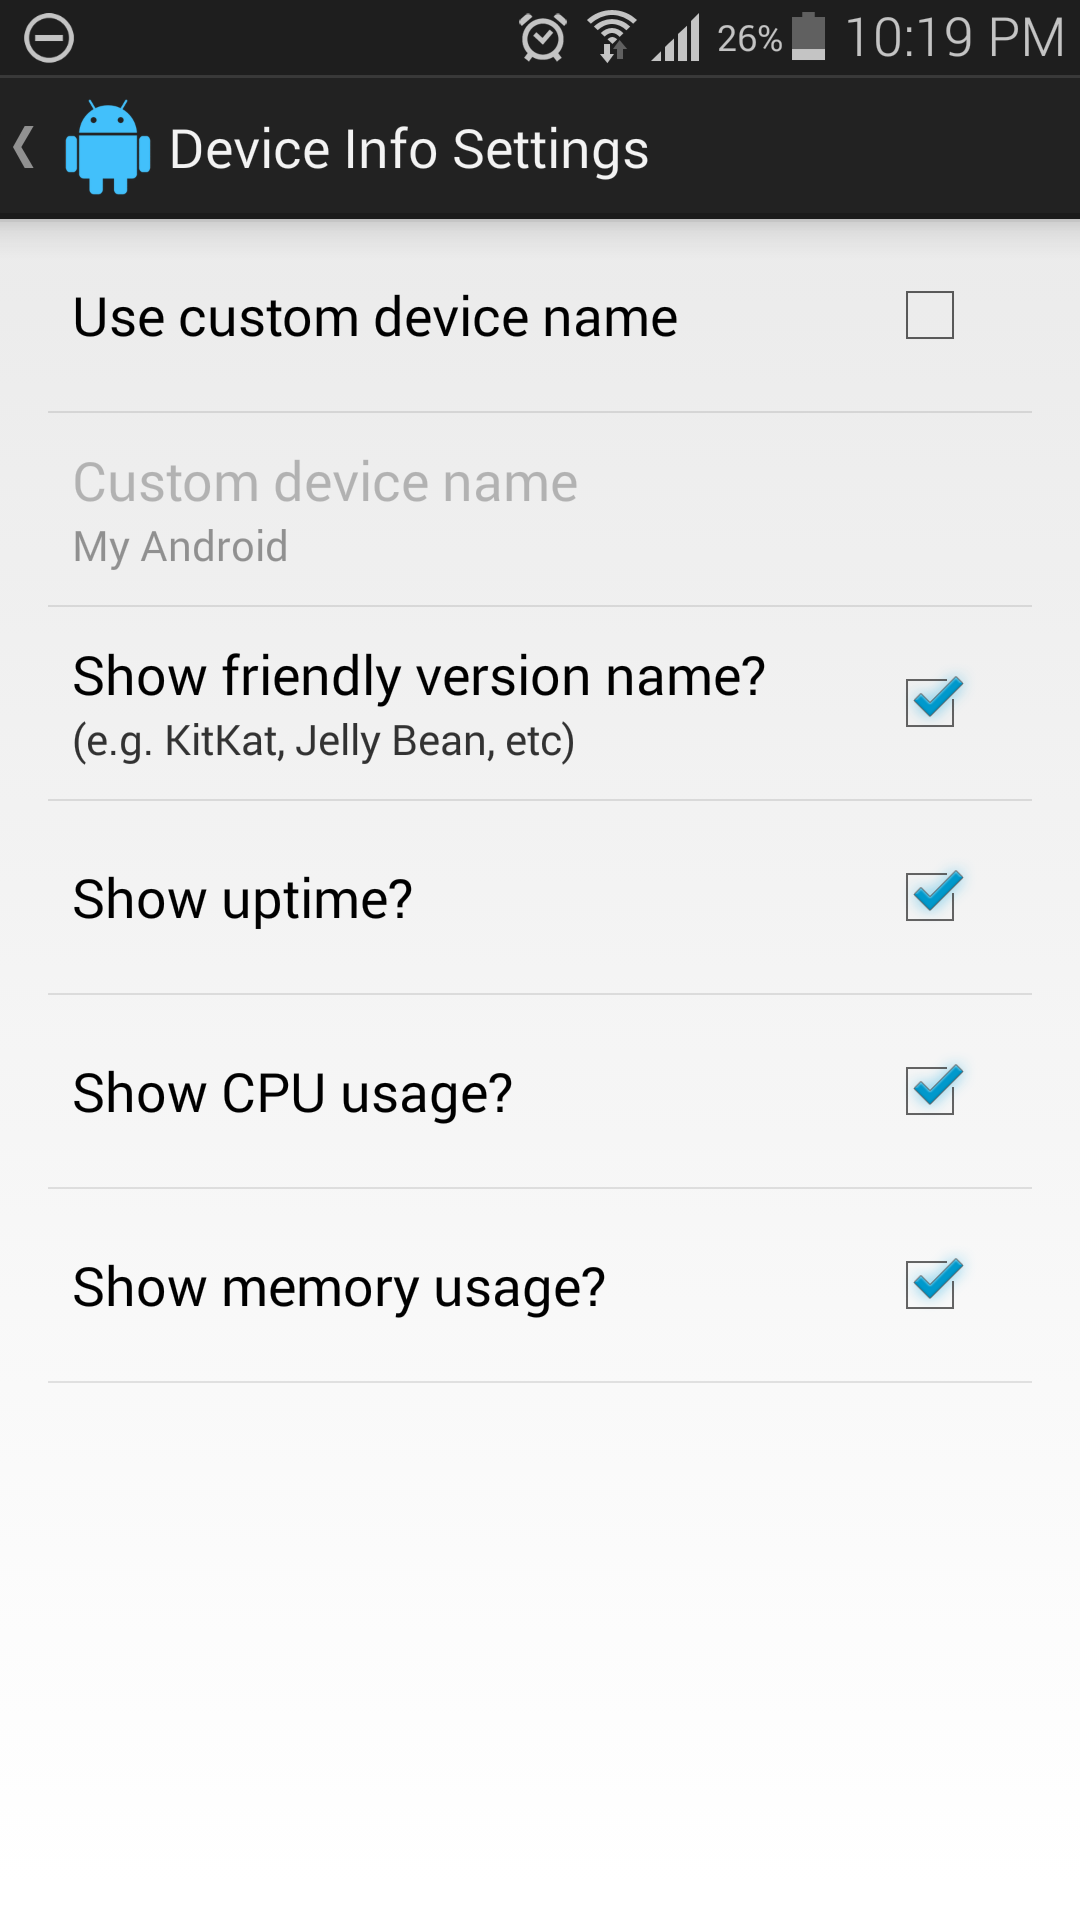 26% 10:19 PM
Device Info Settings
Use custom device name
Custom device name
My Android
Show friendly version name?
(e.g. KitKat, Jelly Bean, etc)
Show uptime?
Show CPU usage?
Show memory usage?